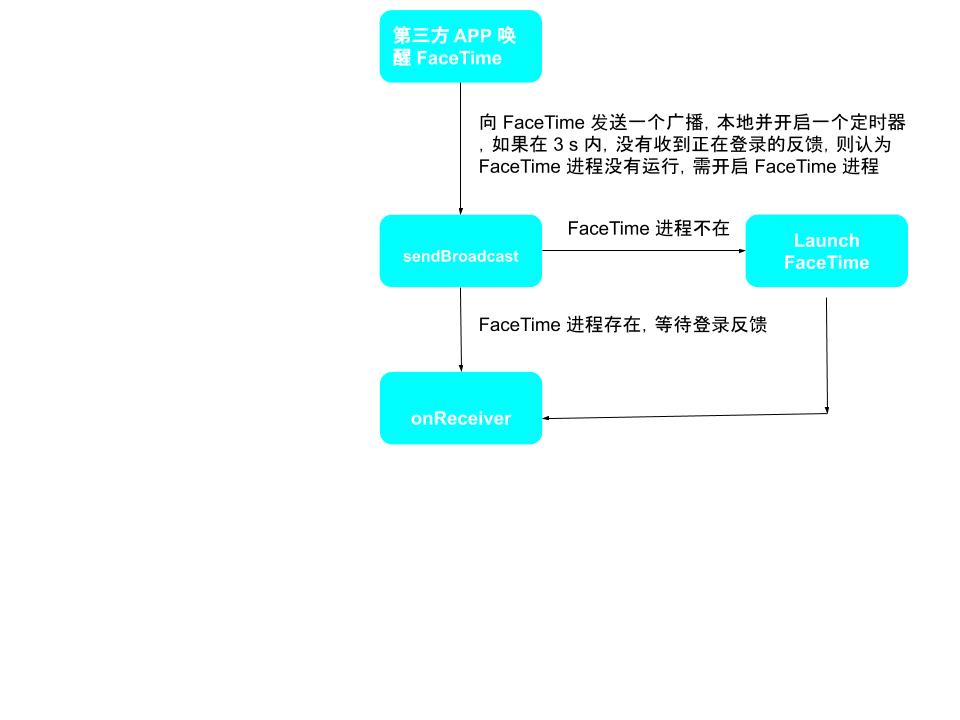 第三方 APP 唤
醒 FaceTime
向 FaceTime 发送一个广播, 本地并开启一个定时器
, 如果在 3 s 内, 没有收到正在登录的反馈, 则认为
FaceTime 进程没有运行, 需开启 FaceTime 进程
FaceTime 进程不在
sendBroadcast
Launch
FaceTime
FaceTime 进程存在, 等待登录反馈
onReceiver